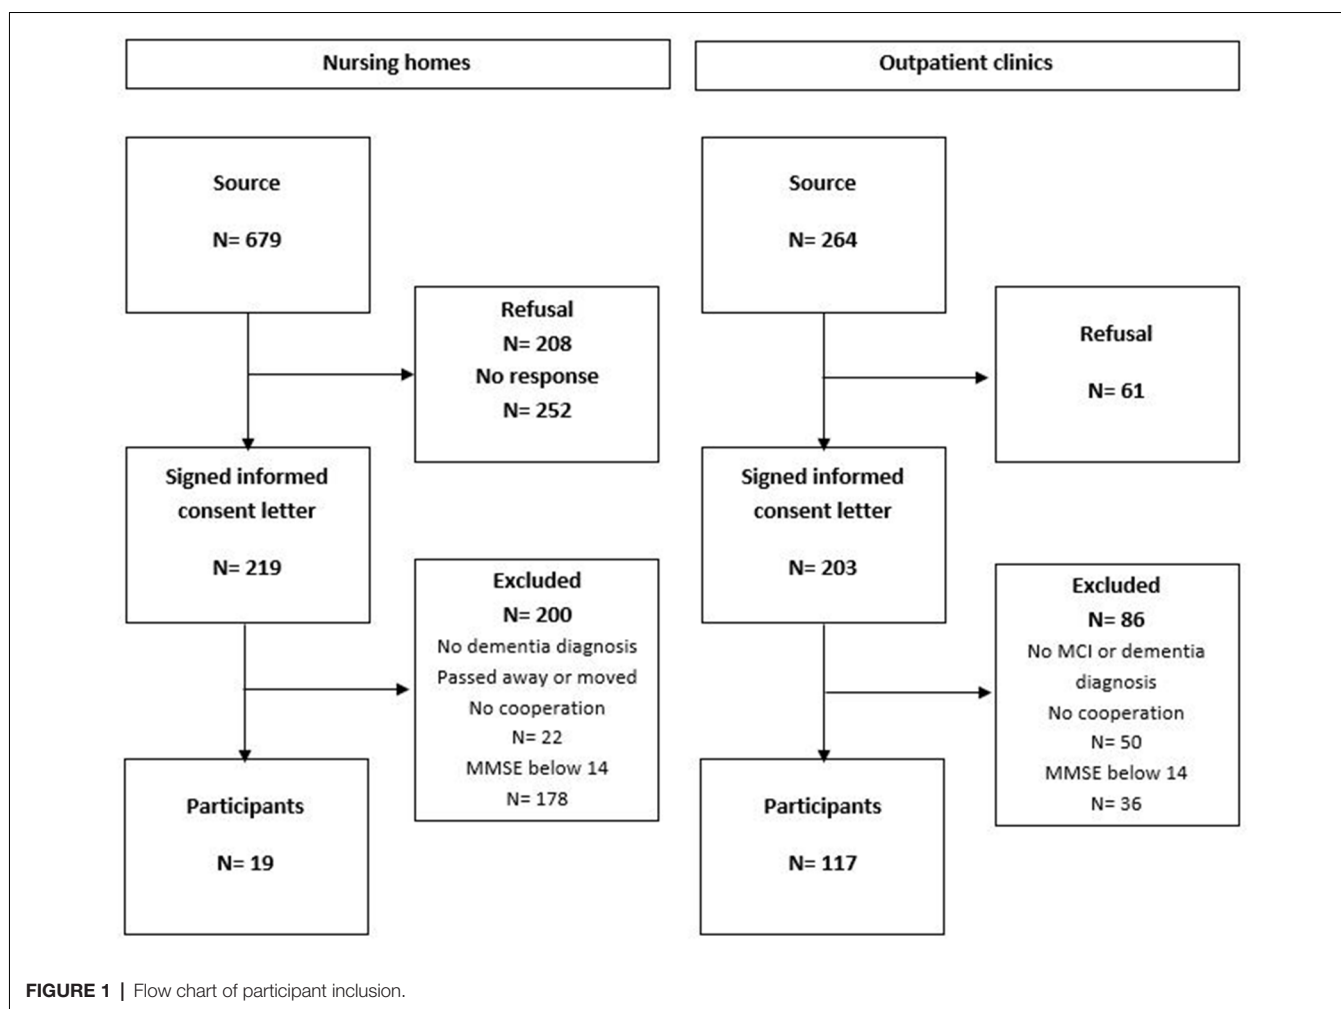 Nursing homes
Outpatient clinics
Source
N= 679
Refusal
N= 208
No response
N= 252
Signed informed
consent letter
N= 219
Excluded
N= 200
No dementia diagnosis
Passed away or moved
No cooperation
N= 22
MMSE below 14
N= 178
Participants
N= 19
Source
N= 264
Refusal
N= 61
Signed informed
consent letter
N= 203
Excluded
N= 86
No MCI or dementia
diagnosis
No cooperation
N= 50
MMSE below 14
N= 36
Participants
N= 117
FIGURE 1 | Flow chart of participant inclusion.